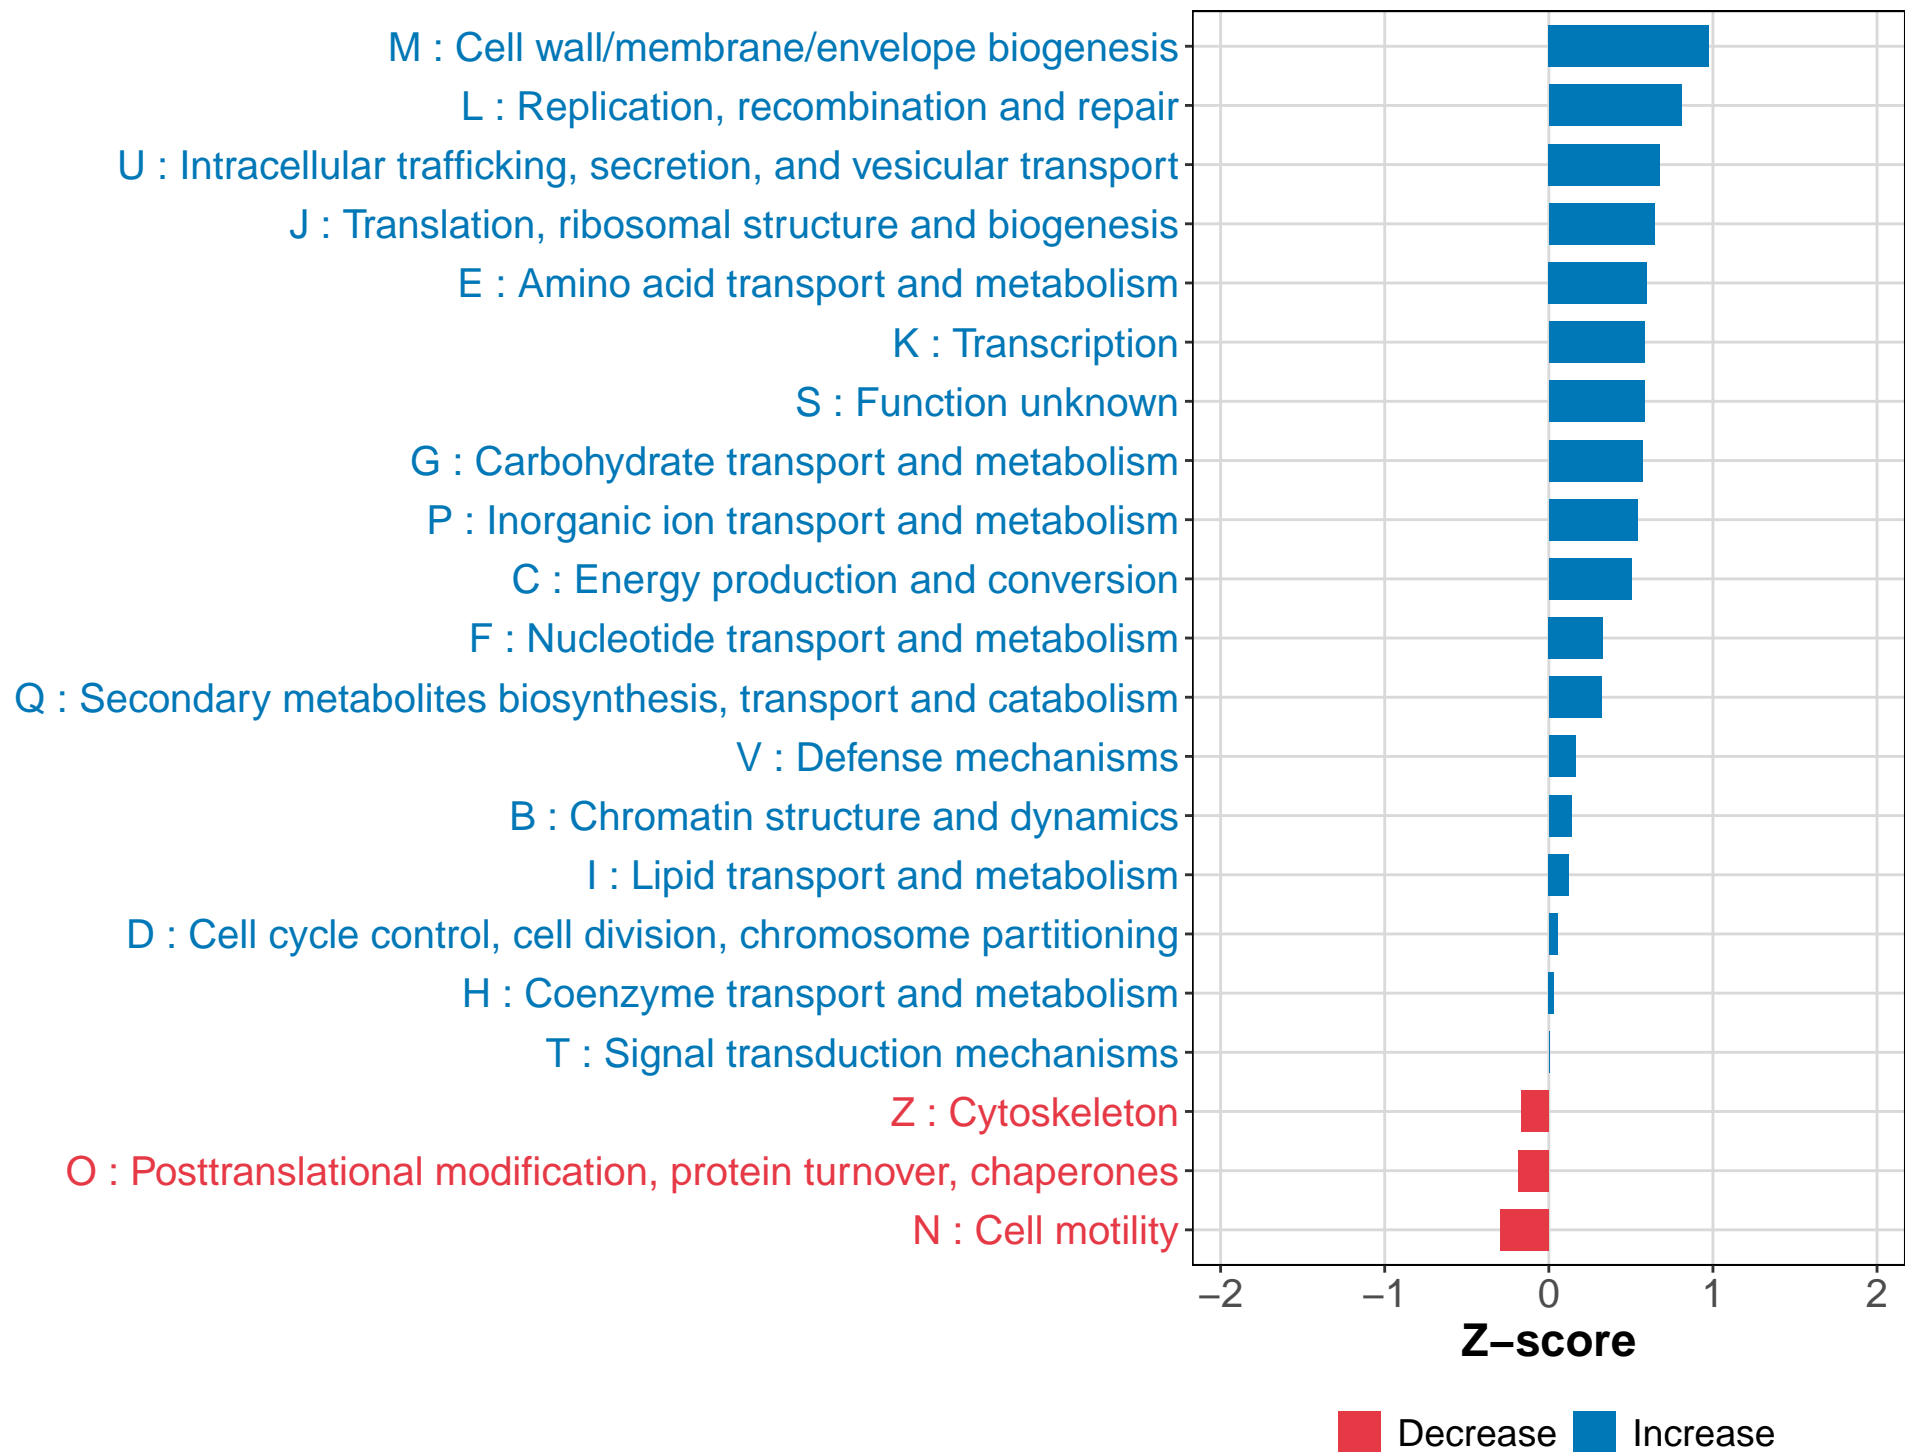 M : Cell wall/membrane/envelope biogenesis
L : Replication, recombination and repair
U : Intracellular trafficking, secretion, and vesicular transport
J : Translation, ribosomal structure and biogenesis
E : Amino acid transport and metabolism
K : Transcription
S : Function unknown
G : Carbohydrate transport and metabolism
P : Inorganic ion transport and metabolism
C : Energy production and conversion
F : Nucleotide transport and metabolism
Q : Secondary metabolites biosynthesis, transport and catabolism
V : Defense mechanisms
B : Chromatin structure and dynamics
I : Lipid transport and metabolism
D : Cell cycle control, cell division, chromosome partitioning
H : Coenzyme transport and metabolism
T : Signal transduction mechanisms
Z : Cytoskeleton
O : Posttranslational modification, protein turnover, chaperones
N : Cell motility
−2 −1 0 1 2
Z−score
Decrease Increase